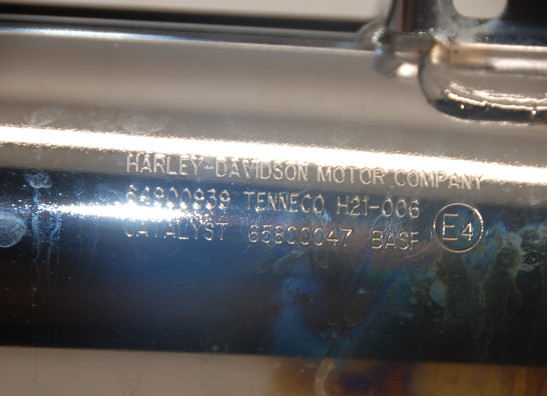 HARLEY-DAVIDSON MOTOR COMPANY
64900939 TENNECO H21-006
CATALYST 65800047 BASF E4